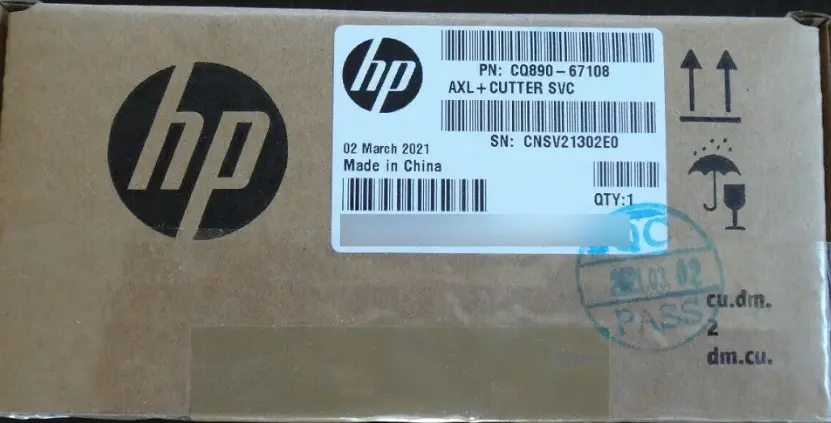 hp
hp
PN: CQ890-67108
AXL+CUTTER SVC
SN: CNSV21302E0
02 March 2021
Made in China
QTY:1
QC
2021.03.02
PASS
cu.dm.
2
dm.cu.